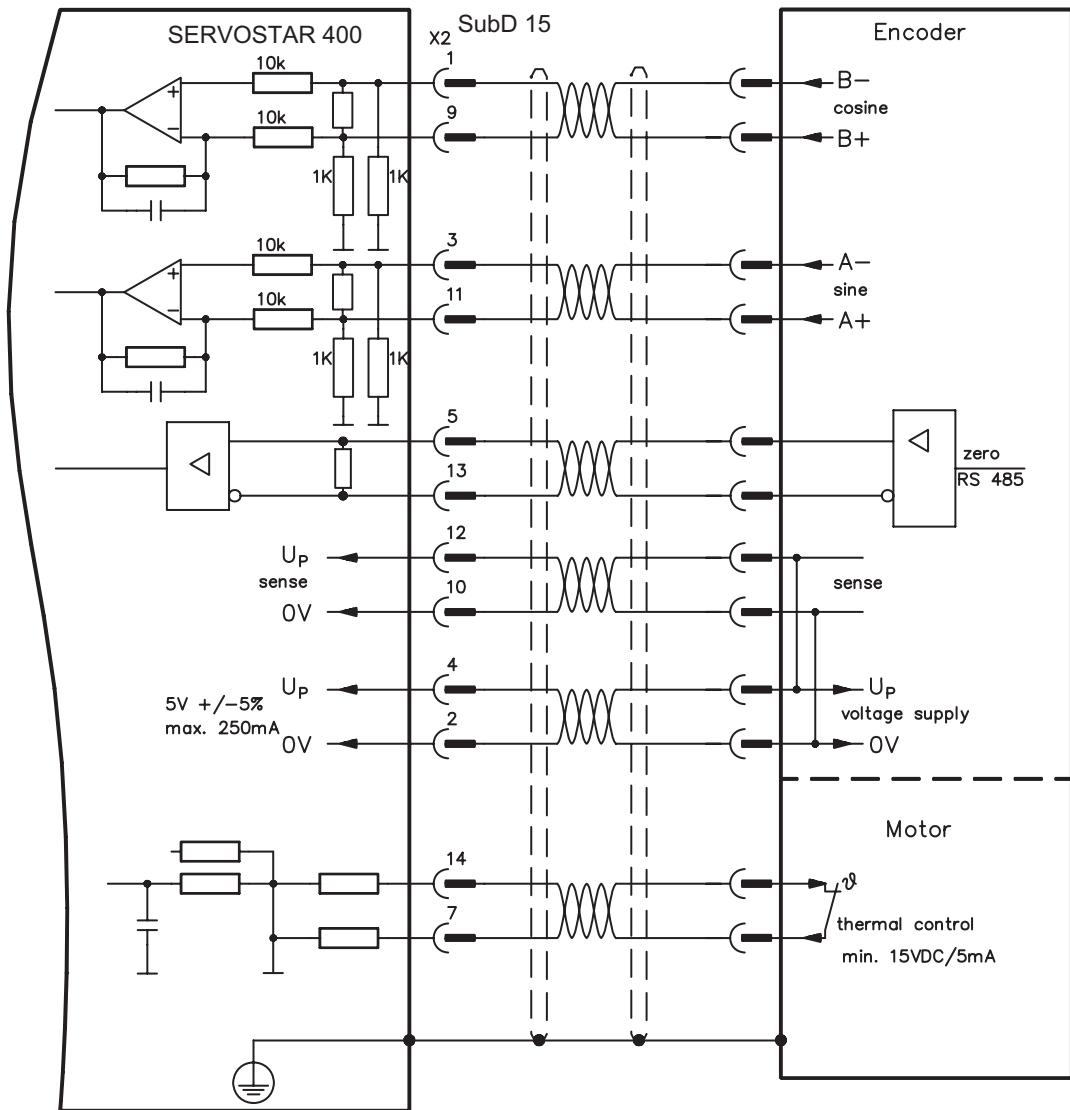 SERVOSTAR 400
X2
SubD 15
Encoder
10k
1
B-
cosine
10k
9
B+
1K
1K
10k
3
A-
sine
10k
11
A+
1K
1K
5
13
zero
RS 485
12
UP
sense
10
0V
sense
4
UP
5V +/-5%
max. 250mA
2
0V
UP
voltage supply
0V
Motor
14
7
ϑ
thermal control
min. 15VDC/5mA